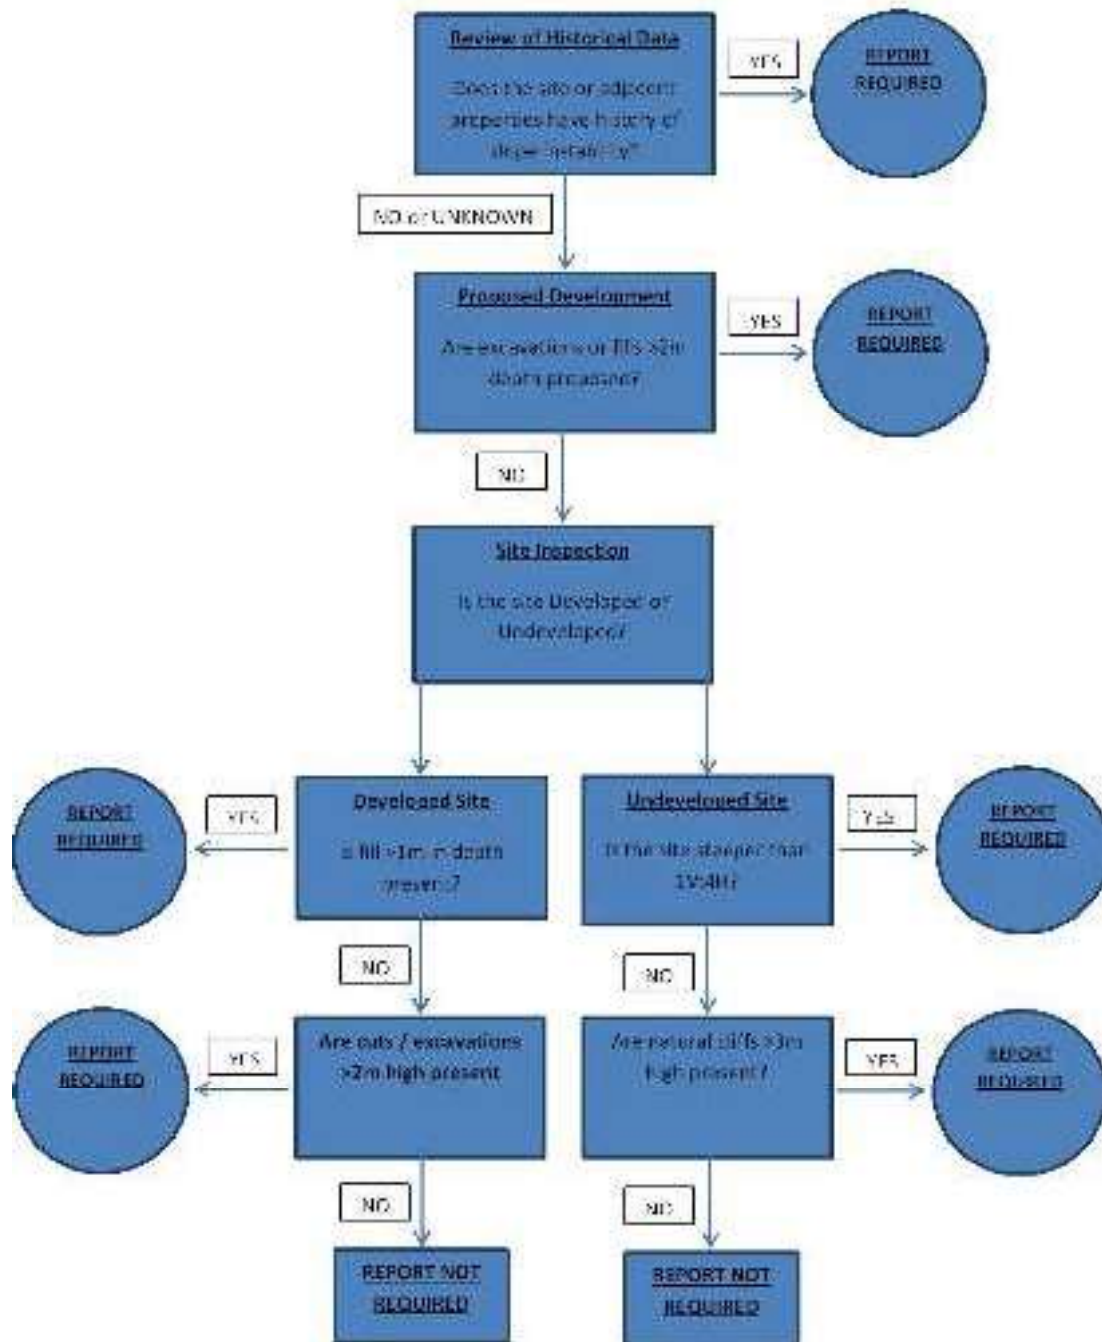 Review of Historical Data
Does the site or adjacent
properties have history of
slope instability?
YES
REPORT
REQUIRED
NO or UNKNOWN
Proposed Development
Are excavations or fills >2m
depth proposed?
YES
REPORT
REQUIRED
NO
Site Inspection
Is the site Developed or
Undeveloped?
REPORT
REQUIRED
YES
Developed Site
Is fill >1m in depth
present?
Undeveloped Site
Is the site steeper than
1V:4H?
YES
REPORT
REQUIRED
NO
NO
REPORT
REQUIRED
YES
Are cuts / excavations
>2m high present
Are natural cliffs >3m
high present?
YES
REPORT
REQUIRED
NO
NO
REPORT NOT
REQUIRED
REPORT NOT
REQUIRED